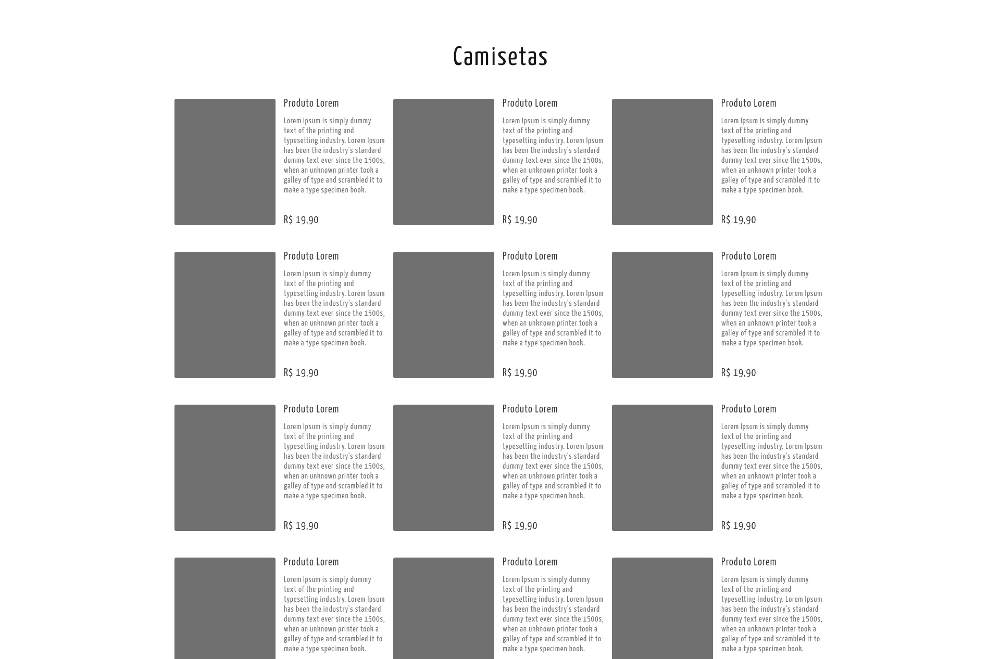 Camisetas
Produto Lorem
Lorem Ipsum is simply dummy
text of the printing and
typesetting industry. Lorem Ipsum
has been the industry's standard
dummy text ever since the 1500s,
when an unknown printer took a
galley of type and scrambled it to
make a type specimen book.
R$ 19,90
Produto Lorem
Lorem Ipsum is simply dummy
text of the printing and
typesetting industry. Lorem Ipsum
has been the industry's standard
dummy text ever since the 1500s,
when an unknown printer took a
galley of type and scrambled it to
make a type specimen book.
R$ 19,90
Produto Lorem
Lorem Ipsum is simply dummy
text of the printing and
typesetting industry. Lorem Ipsum
has been the industry's standard
dummy text ever since the 1500s,
when an unknown printer took a
galley of type and scrambled it to
make a type specimen book.
R$ 19,90
Produto Lorem
Lorem Ipsum is simply dummy
text of the printing and
typesetting industry. Lorem Ipsum
has been the industry's standard
dummy text ever since the 1500s,
when an unknown printer took a
galley of type and scrambled it to
make a type specimen book.
R$ 19,90
Produto Lorem
Lorem Ipsum is simply dummy
text of the printing and
typesetting industry. Lorem Ipsum
has been the industry's standard
dummy text ever since the 1500s,
when an unknown printer took a
galley of type and scrambled it to
make a type specimen book.
R$ 19,90
Produto Lorem
Lorem Ipsum is simply dummy
text of the printing and
typesetting industry. Lorem Ipsum
has been the industry's standard
dummy text ever since the 1500s,
when an unknown printer took a
galley of type and scrambled it to
make a type specimen book.
R$ 19,90
Produto Lorem
Lorem Ipsum is simply dummy
text of the printing and
typesetting industry. Lorem Ipsum
has been the industry's standard
dummy text ever since the 1500s,
when an unknown printer took a
galley of type and scrambled it to
make a type specimen book.
R$ 19,90
Produto Lorem
Lorem Ipsum is simply dummy
text of the printing and
typesetting industry. Lorem Ipsum
has been the industry's standard
dummy text ever since the 1500s,
when an unknown printer took a
galley of type and scrambled it to
make a type specimen book.
R$ 19,90
Produto Lorem
Lorem Ipsum is simply dummy
text of the printing and
typesetting industry. Lorem Ipsum
has been the industry's standard
dummy text ever since the 1500s,
when an unknown printer took a
galley of type and scrambled it to
make a type specimen book.
R$ 19,90
Produto Lorem
Lorem Ipsum is simply dummy
text of the printing and
typesetting industry. Lorem Ipsum
has been the industry's standard
dummy text ever since the 1500s,
when an unknown printer took a
galley of type and scrambled it to
make a type specimen book.
Produto Lorem
Lorem Ipsum is simply dummy
text of the printing and
typesetting industry. Lorem Ipsum
has been the industry's standard
dummy text ever since the 1500s,
when an unknown printer took a
galley of type and scrambled it to
make a type specimen book.
Produto Lorem
Lorem Ipsum is simply dummy
text of the printing and
typesetting industry. Lorem Ipsum
has been the industry's standard
dummy text ever since the 1500s,
when an unknown printer took a
galley of type and scrambled it to
make a type specimen book.